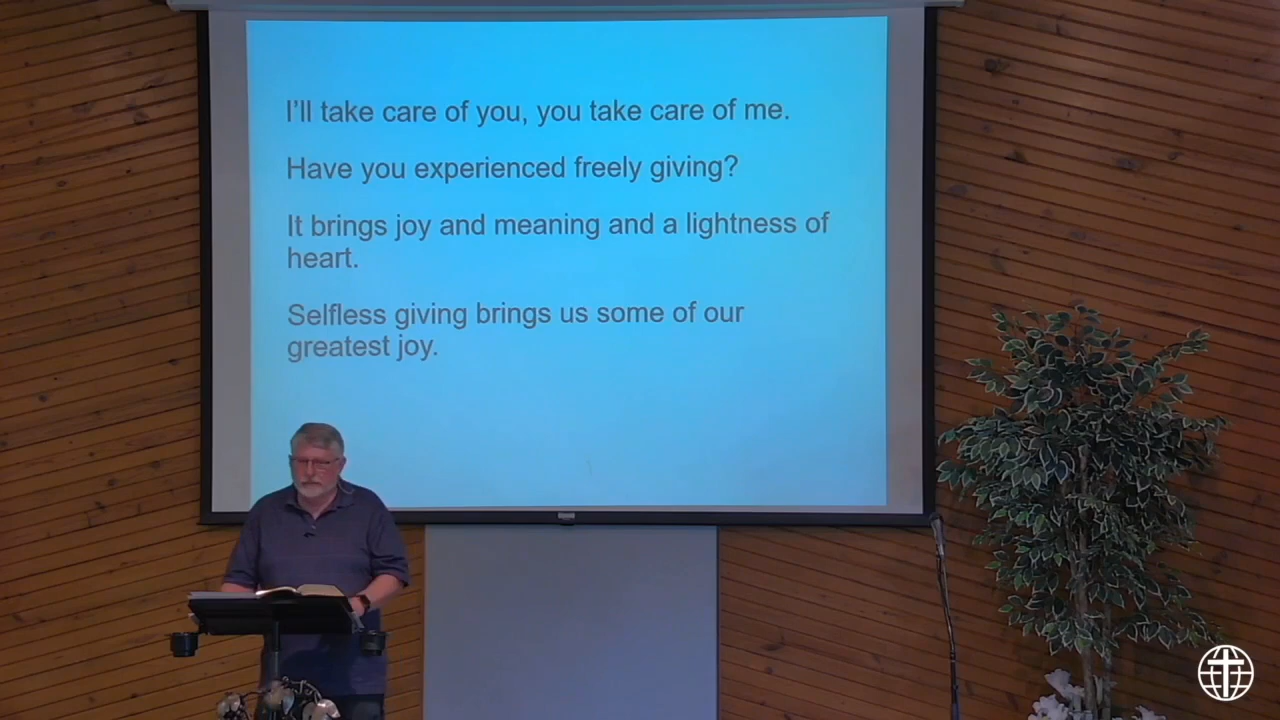 I'll take care of you, you take care of me.
Have you experienced freely giving?
It brings joy and meaning and a lightness of
heart.
Selfless giving brings us some of our
greatest joy.